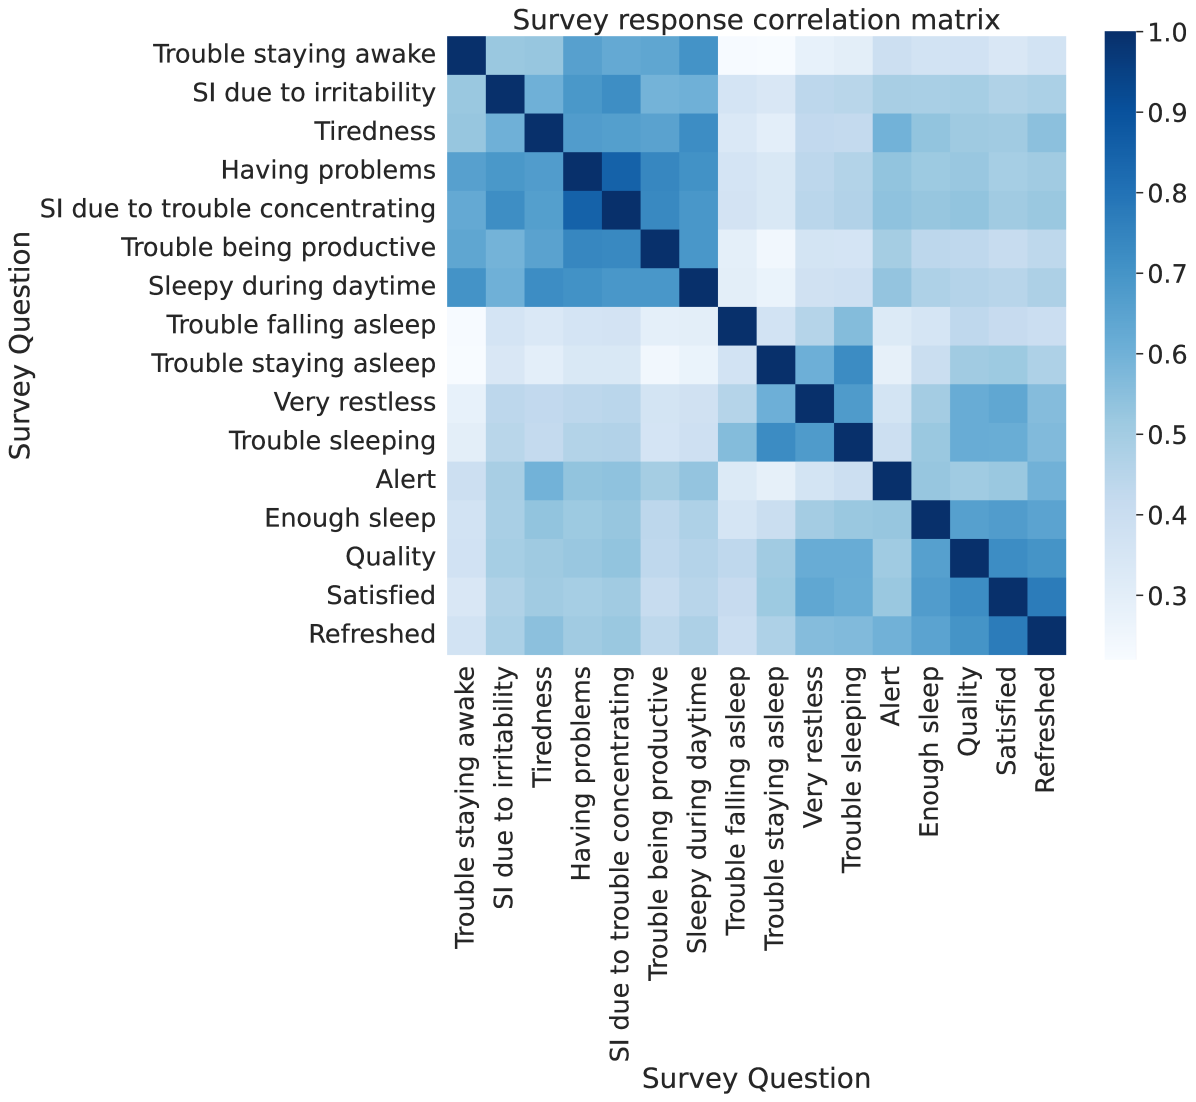 Survey response correlation matrix
Survey Question
Trouble staying awake
SI due to irritability
Tiredness
Having problems
SI due to trouble concentrating
Trouble being productive
Sleepy during daytime
Trouble falling asleep
Trouble staying asleep
Very restless
Trouble sleeping
Alert
Enough sleep
Quality
Satisfied
Refreshed
Trouble staying awake
SI due to irritability
Tiredness
Having problems
SI due to trouble concentrating
Trouble being productive
Sleepy during daytime
Trouble falling asleep
Trouble staying asleep
Very restless
Trouble sleeping
Alert
Enough sleep
Quality
Satisfied
Refreshed
Survey Question
1.0
0.9
0.8
0.7
0.6
0.5
0.4
0.3